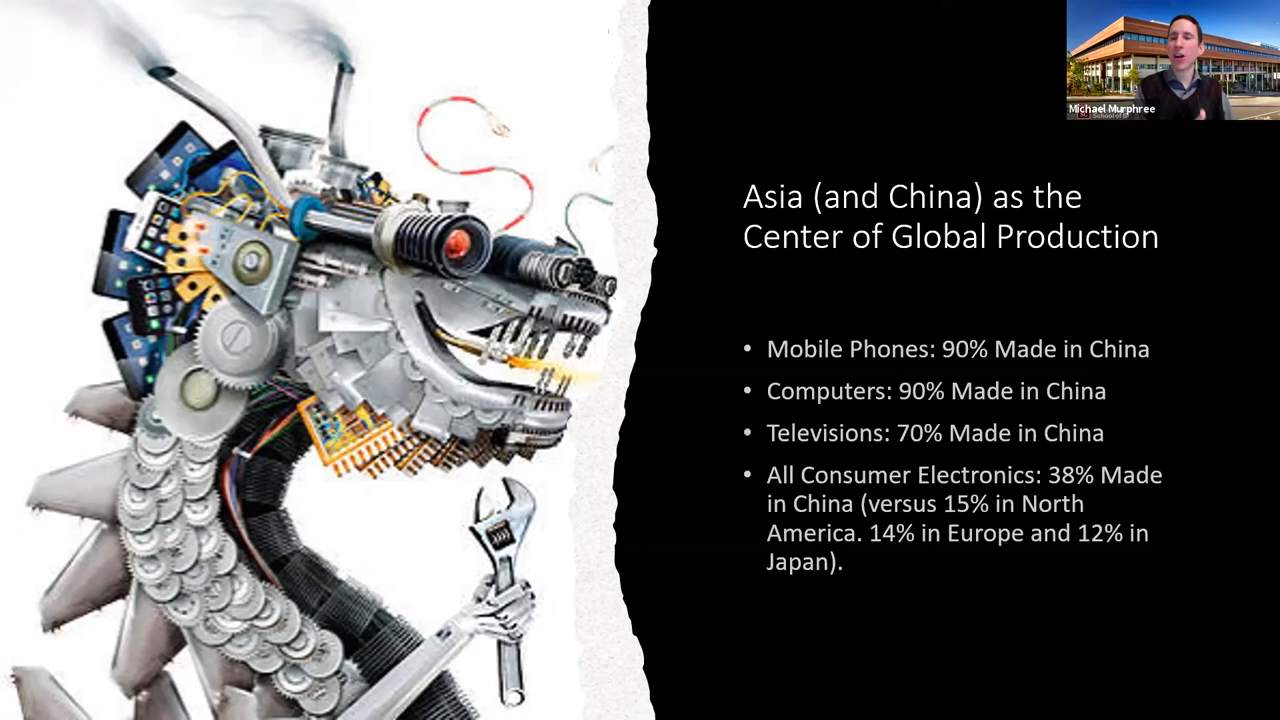 Michael Murphree
School of
Asia (and China) as the
Center of Global Production
• Mobile Phones: 90% Made in China
• Computers: 90% Made in China
• Televisions: 70% Made in China
• All Consumer Electronics: 38% Made
in China (versus 15% in North
America. 14% in Europe and 12% in
Japan).